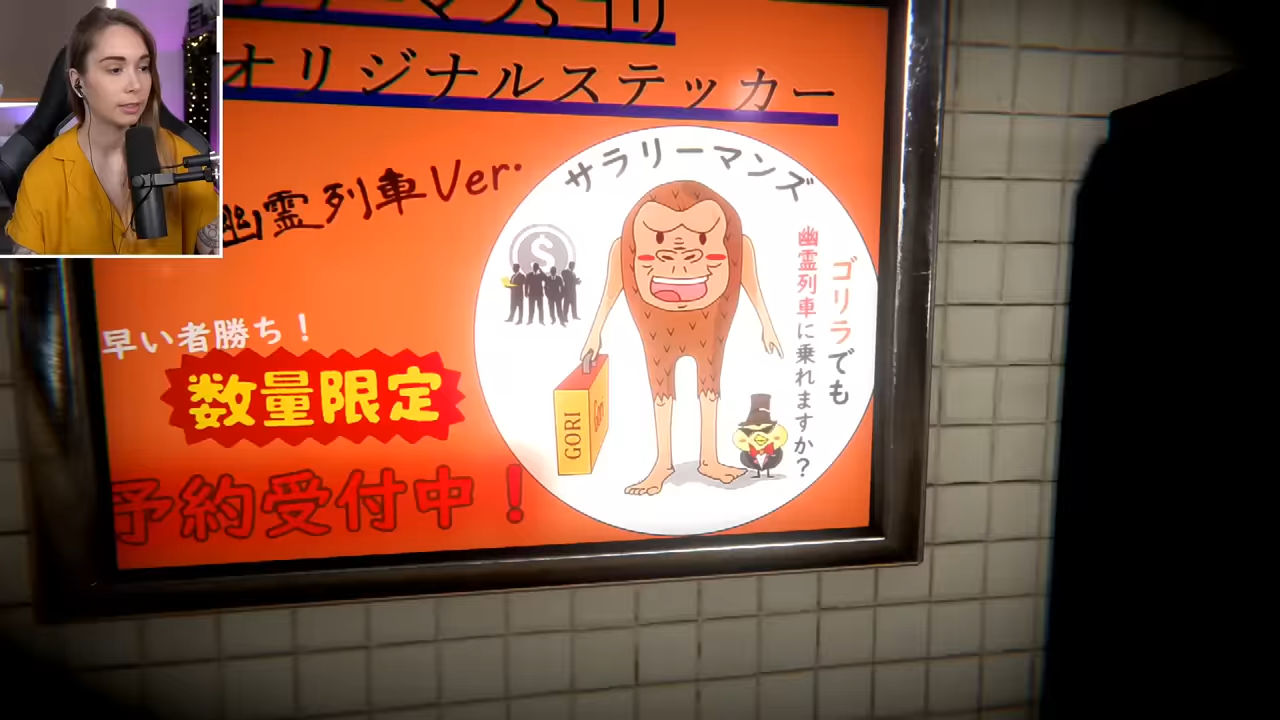 オリジナルステッカー
幽霊列車Ver.
早い者勝ち！
数量限定
予約受付中！
サラリーマンズ
ゴリラでも
幽霊列車に乗れますか?
$
GORI
Gori